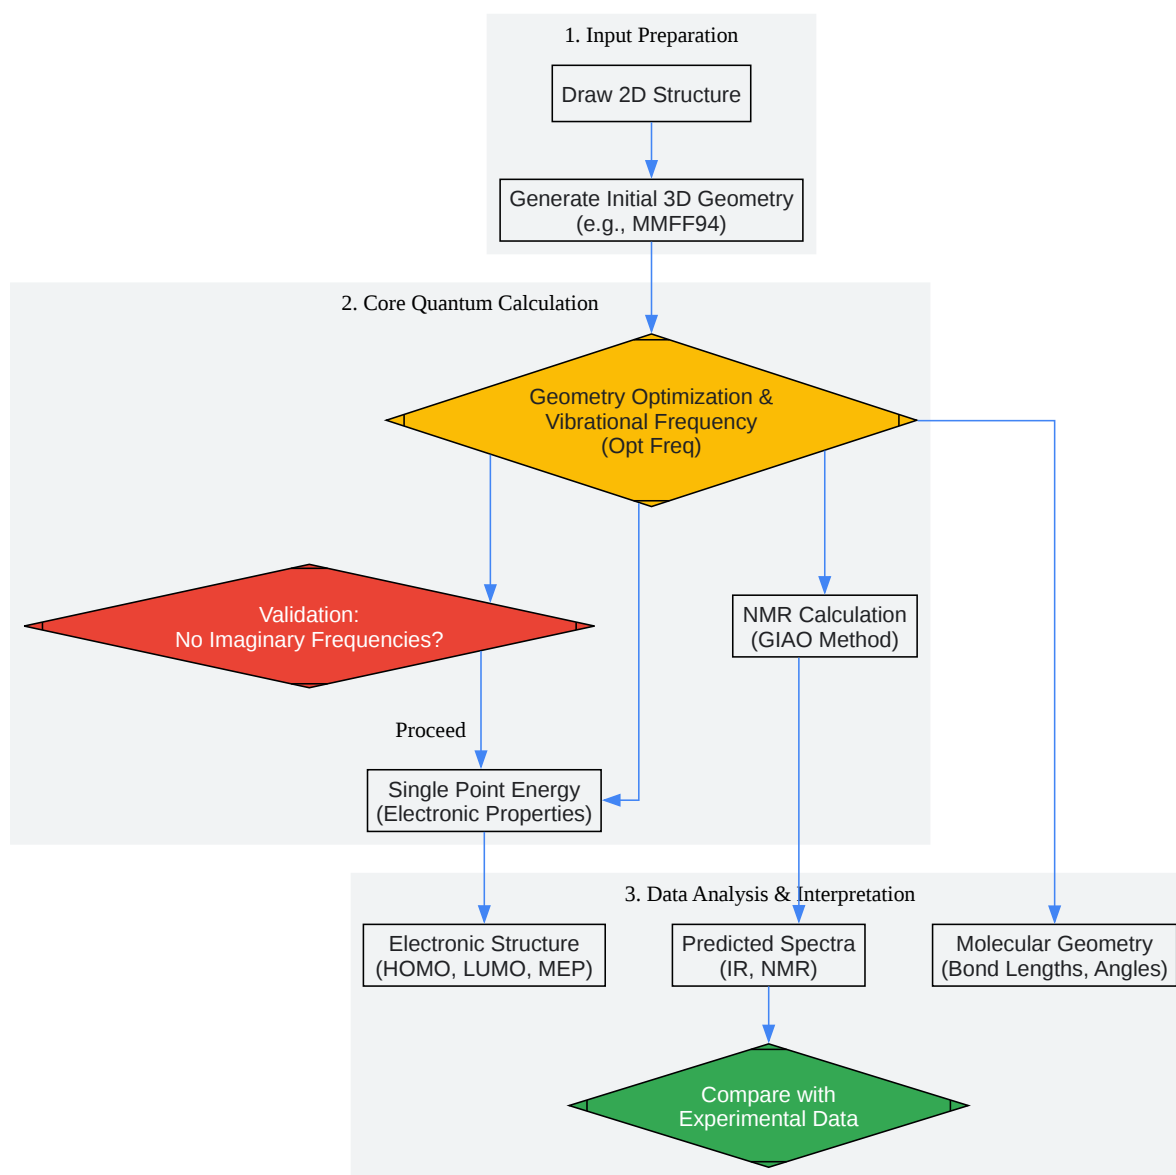 1. Input Preparation
Draw 2D Structure
Generate Initial 3D Geometry
(e.g., MMFF94)
2. Core Quantum Calculation
Geometry Optimization &
Vibrational Frequency
(Opt Freq)
Validation:
No Imaginary Frequencies?
NMR Calculation
(GIAO Method)
Proceed
Single Point Energy
(Electronic Properties)
3. Data Analysis & Interpretation
Electronic Structure
(HOMO, LUMO, MEP)
Predicted Spectra
(IR, NMR)
Molecular Geometry
(Bond Lengths, Angles)
Compare with
Experimental Data